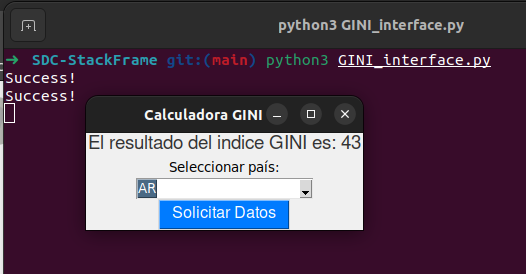 python3 GINI_interface.py
➜ SDC-StackFrame git:(main) python3 GINI_interface.py
Success!
Success!
Calculadora GINI
El resultado del indice GINI es: 43
Seleccionar país:
AR
Solicitar Datos